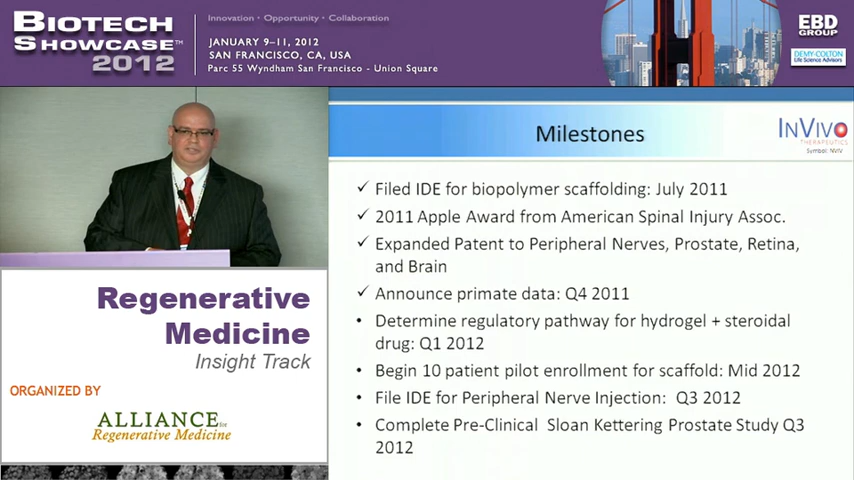 BIOTECH
SHOWCASE™
2012
Innovation • Opportunity • Collaboration
JANUARY 9–11, 2012
SAN FRANCISCO, CA, USA
Parc 55 Wyndham San Francisco - Union Square
EBD
GROUP
DEMY-COLTON
Life Science Advisors
Milestones
INVIVO
THERAPEUTICS
Symbol: NVIV
✓ Filed IDE for biopolymer scaffolding: July 2011
✓ 2011 Apple Award from American Spinal Injury Assoc.
✓ Expanded Patent to Peripheral Nerves, Prostate, Retina,
and Brain
✓ Announce primate data: Q4 2011
• Determine regulatory pathway for hydrogel + steroidal
drug: Q1 2012
• Begin 10 patient pilot enrollment for scaffold: Mid 2012
• File IDE for Peripheral Nerve Injection: Q3 2012
• Complete Pre-Clinical Sloan Kettering Prostate Study Q3
2012
Regenerative
Medicine
Insight Track
ORGANIZED BY
ALLIANCE for
Regenerative Medicine